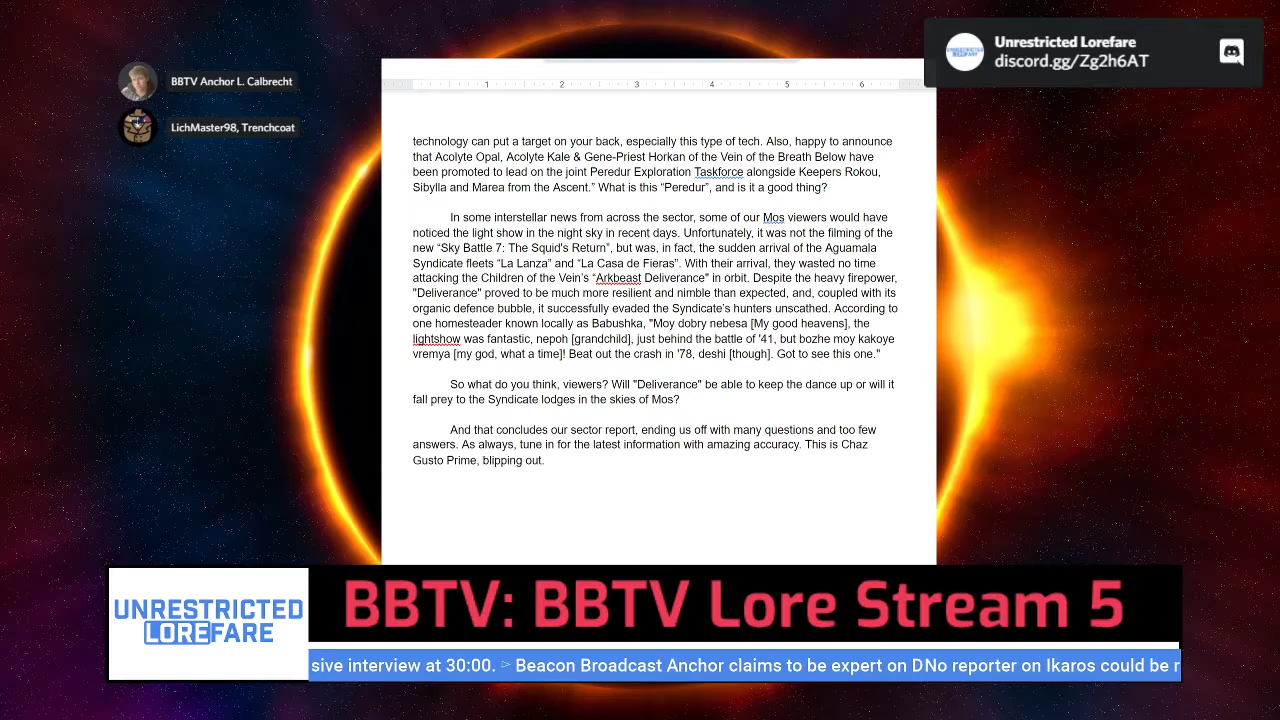 Unrestricted Lorefare
discord.gg/Zg2h6AT
BBTV Anchor L. Calbrecht
LichMaster98, Trenchcoat
1 2 3 4 5 6
technology can put a target on your back, especially this type of tech. Also, happy to announce
that Acolyte Opal, Acolyte Kale & Gene-Priest Horkan of the Vein of the Breath Below have
been promoted to lead on the joint Peredur Exploration Taskforce alongside Keepers Rokou,
Sibylla and Marea from the Ascent.” What is this “Peredur”, and is it a good thing?
In some interstellar news from across the sector, some of our Mos viewers would have
noticed the light show in the night sky in recent days. Unfortunately, it was not the filming of the
new “Sky Battle 7: The Squid's Return”, but was, in fact, the sudden arrival of the Aguamala
Syndicate fleets “La Lanza” and “La Casa de Fieras”. With their arrival, they wasted no time
attacking the Children of the Vein’s “Arkbeast Deliverance" in orbit. Despite the heavy firepower,
"Deliverance" proved to be much more resilient and nimble than expected, and, coupled with its
organic defence bubble, it successfully evaded the Syndicate’s hunters unscathed. According to
one homesteader known locally as Babushka, "Moy dobry nebesa [My good heavens], the
lightshow was fantastic, nepoh [grandchild], just behind the battle of '41, but bozhe moy kakoye
vremya [my god, what a time]! Beat out the crash in '78, deshi [though]. Got to see this one."
So what do you think, viewers? Will "Deliverance" be able to keep the dance up or will it
fall prey to the Syndicate lodges in the skies of Mos?
And that concludes our sector report, ending us off with many questions and too few
answers. As always, tune in for the latest information with amazing accuracy. This is Chaz
Gusto Prime, blipping out.
UNRESTRICTED
LOREFARE
BBTV: BBTV Lore Stream 5
sive interview at 30:00. ▷ Beacon Broadcast Anchor claims to be expert on DNo reporter on Ikaros could be r